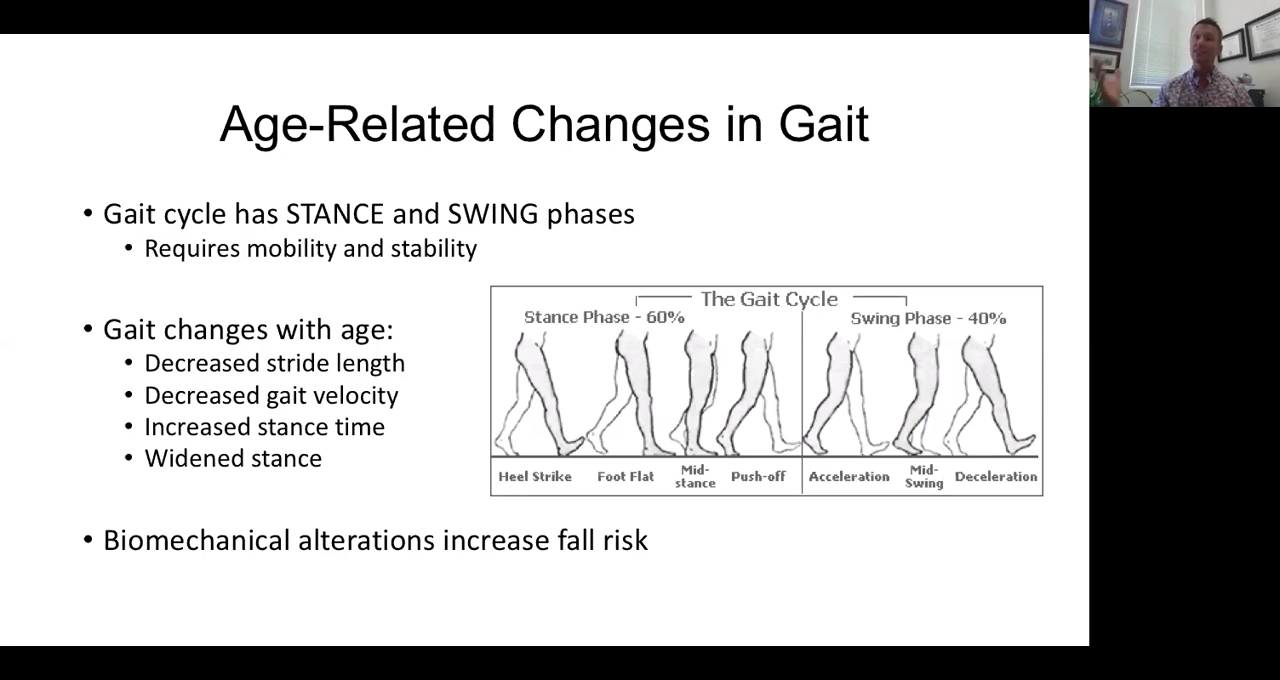 Age-Related Changes in Gait
• Gait cycle has STANCE and SWING phases
• Requires mobility and stability
• Gait changes with age:
• Decreased stride length
• Decreased gait velocity
• Increased stance time
• Widened stance
The Gait Cycle
Stance Phase - 60%
Swing Phase - 40%
Heel Strike
Foot Flat
Mid-
stance
Push-off
Acceleration
Mid-
Swing
Deceleration
• Biomechanical alterations increase fall risk